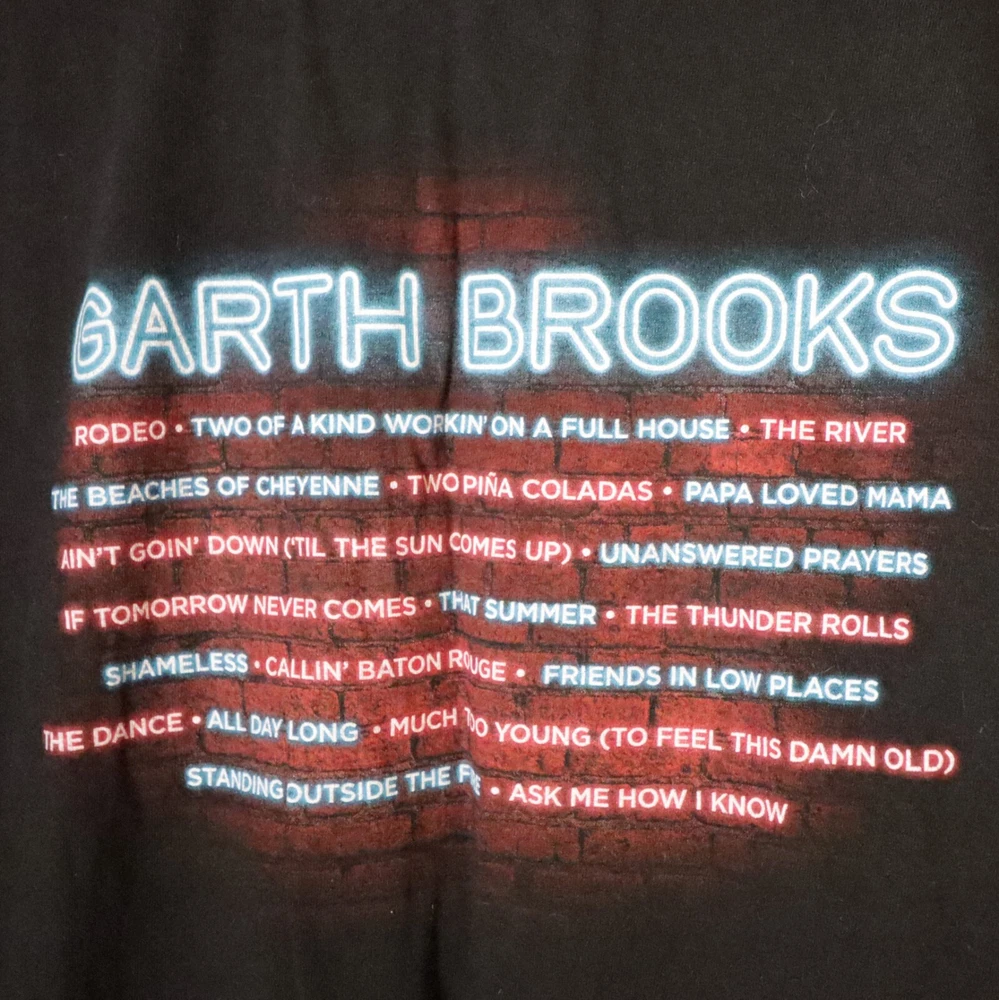 GARTH BROOKS
RODEO • TWO OF A KIND WORKIN' ON A FULL HOUSE • THE RIVER
THE BEACHES OF CHEYENNE • TWO PIÑA COLADAS • PAPA LOVED MAMA
AIN'T GOIN' DOWN ('TIL THE SUN COMES UP) • UNANSWERED PRAYERS
IF TOMORROW NEVER COMES • THAT SUMMER • THE THUNDER ROLLS
SHAMELESS • CALLIN' BATON ROUGE • FRIENDS IN LOW PLACES
THE DANCE • ALL DAY LONG • MUCH TOO YOUNG (TO FEEL THIS DAMN OLD)
STANDING OUTSIDE THE FIRE • ASK ME HOW I KNOW